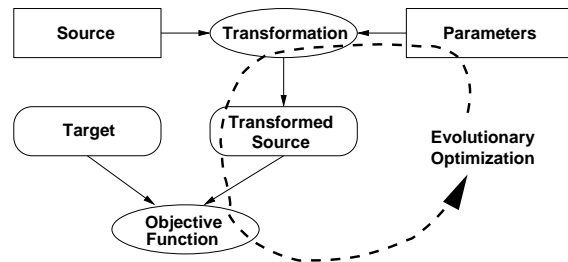 Source
Transformation
Parameters
Target
Transformed
Source
Evolutionary
Optimization
Objective
Function